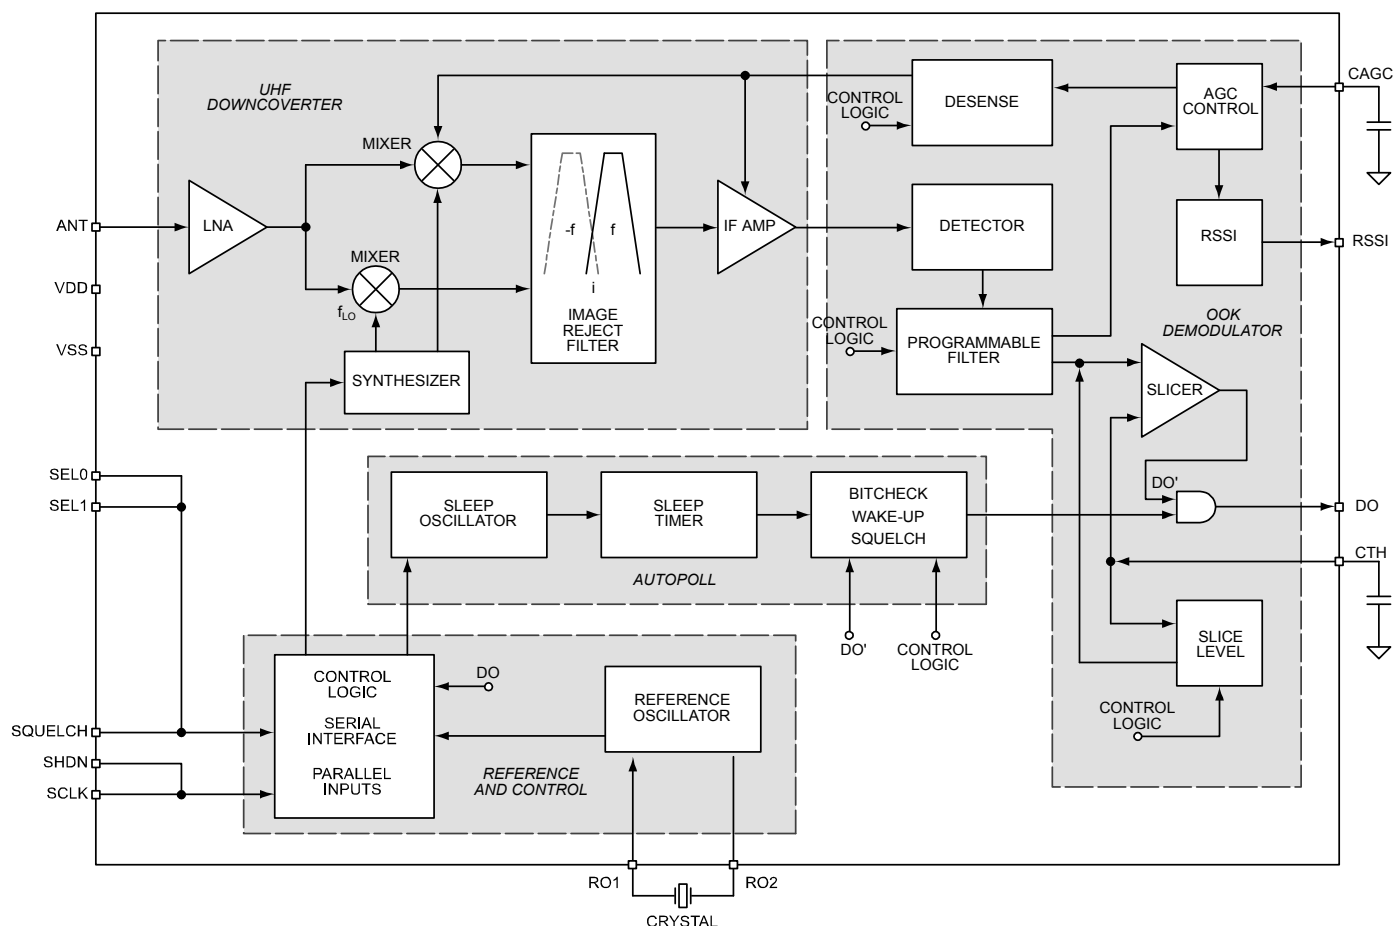 UHF
DOWNCOVERTER
MIXER
LNA
MIXER
fLO
SYNTHESIZER
-f
f
i
IMAGE
REJECT
FILTER
IF AMP
CONTROL
LOGIC
DESENSE
AGC
CONTROL
CAGC
DETECTOR
RSSI
RSSI
CONTROL
LOGIC
PROGRAMMABLE
FILTER
OOK
DEMODULATOR
SLICER
DO'
DO
CTH
SLICE
LEVEL
CONTROL
LOGIC
ANT
VDD
VSS
SEL0
SEL1
SLEEP
OSCILLATOR
SLEEP
TIMER
BITCHECK
WAKE-UP
SQUELCH
AUTOPOLL
DO'
CONTROL
LOGIC
SQUELCH
SHDN
SCLK
CONTROL
LOGIC
SERIAL
INTERFACE
PARALLEL
INPUTS
DO
REFERENCE
OSCILLATOR
REFERENCE
AND CONTROL
RO1
RO2
CRYSTAL